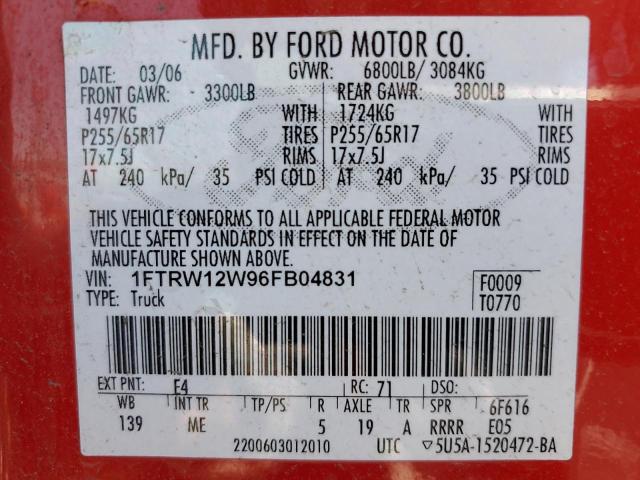 MFD. BY FORD MOTOR CO.
DATE: 03/06 GVWR: 6800LB/ 3084KG
FRONT GAWR: 3300LB REAR GAWR: 3800LB
1497KG WITH 1724KG WITH
P255/65R17 TIRES P255/65R17 TIRES
17x7.5J RIMS 17x7.5J RIMS
AT 240 kPa/ 35 PSI COLD AT 240 kPa/ 35 PSI COLD
Ford
THIS VEHICLE CONFORMS TO ALL APPLICABLE FEDERAL MOTOR
VEHICLE SAFETY STANDARDS IN EFFECT ON THE DATE OF
MANUFACTURE SHOWN ABOVE.
VIN: 1FTRW12W96FB04831 F0009
TYPE: Truck T0770
EXT PNT: E4 RC: 71 DSO:
WB INT TR TP/PS R AXLE TR SPR 6F616
139 ME 5 19 A RRRR E05
2200603012010 UTC ▽5U5A-1520472-BA